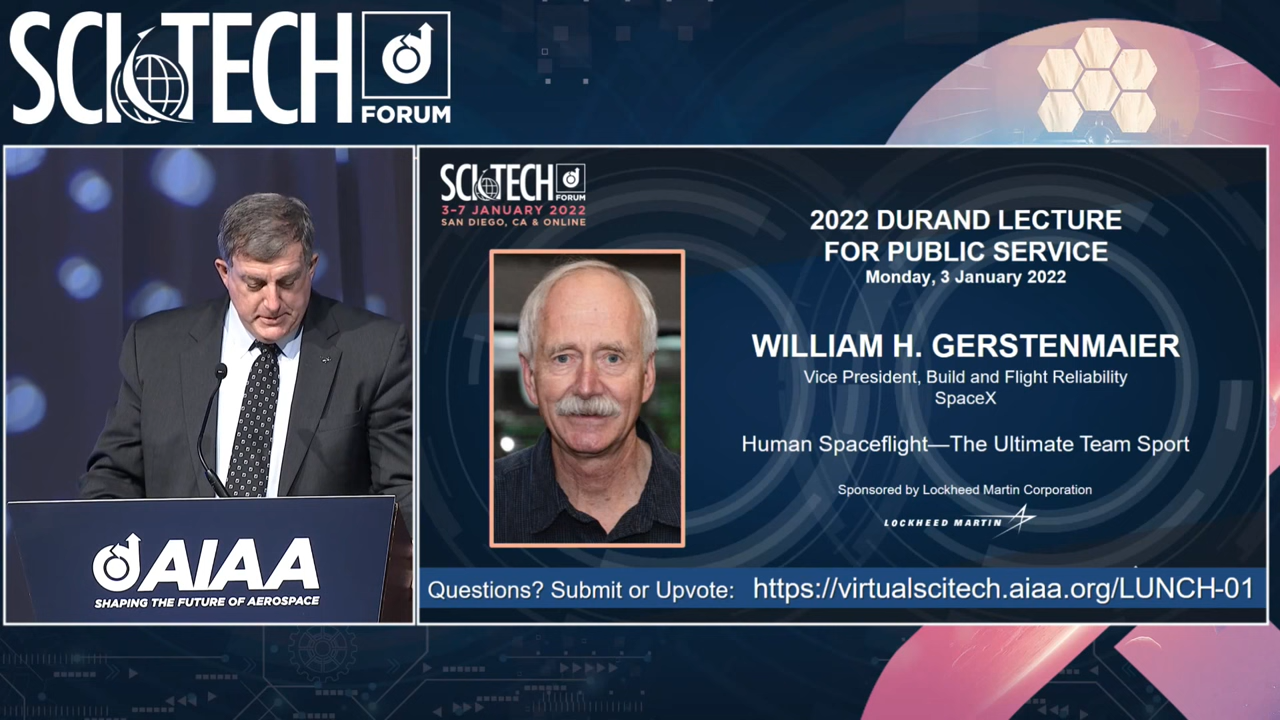 SCITECH
FORUM
AIAA
SHAPING THE FUTURE OF AEROSPACE
SCITECH
FORUM
3-7 JANUARY 2022
SAN DIEGO, CA & ONLINE
2022 DURAND LECTURE
FOR PUBLIC SERVICE
Monday, 3 January 2022
WILLIAM H. GERSTENMAIER
Vice President, Build and Flight Reliability
SpaceX
Human Spaceflight—The Ultimate Team Sport
Sponsored by Lockheed Martin Corporation
LOCKHEED MARTIN
Questions? Submit or Upvote: https://virtualscitech.aiaa.org/LUNCH-01